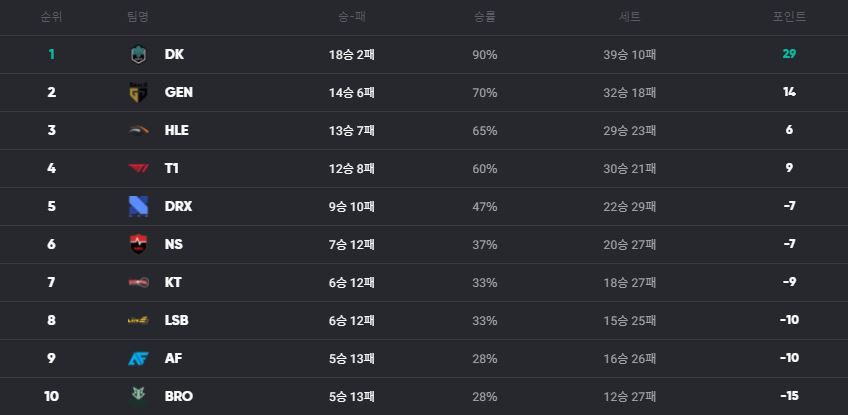 순위 팀명 승-패 승률 세트 포인트
1 DK 18승 2패 90% 39승 10패 29
2 GEN 14승 6패 70% 32승 18패 14
3 HLE 13승 7패 65% 29승 23패 6
4 T1 12승 8패 60% 30승 21패 9
5 DRX 9승 10패 47% 22승 29패 -7
6 NS 7승 12패 37% 20승 27패 -7
7 KT 6승 12패 33% 18승 27패 -9
8 LSB 6승 12패 33% 15승 25패 -10
9 AF 5승 13패 28% 16승 26패 -10
10 BRO 5승 13패 28% 12승 27패 -15